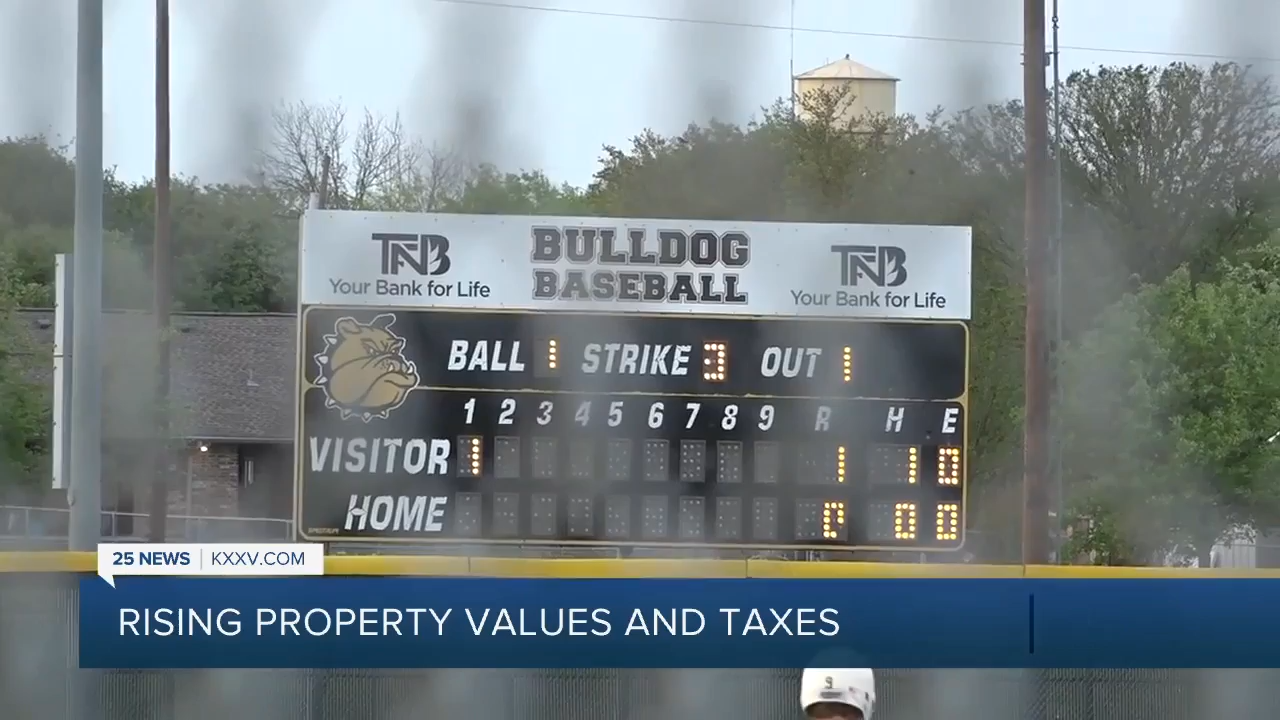 TFNB
Your Bank for Life
BULLDOG
BASEBALL
TFNB
Your Bank for Life
BALL 1 STRIKE 3 OUT 1
1 2 3 4 5 6 7 8 9 R H E
VISITOR 1 1 1 0
HOME 0 0 0
25 NEWS | KXXV.COM
RISING PROPERTY VALUES AND TAXES